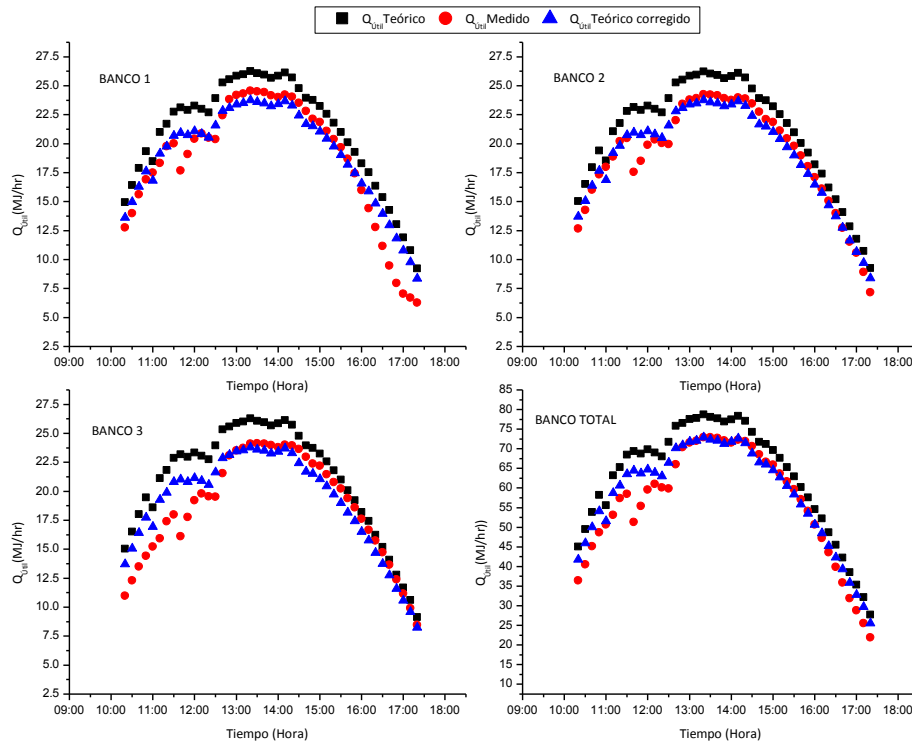 Q Útil Teórico Q Útil Medido Q Útil Teórico corregido
BANCO 1
Q Útil (MJ/hr)
27.5
25.0
22.5
20.0
17.5
15.0
12.5
10.0
7.5
5.0
2.5
09:00 10:00 11:00 12:00 13:00 14:00 15:00 16:00 17:00 18:00
Tiempo (Hora)
BANCO 2
Q Útil (MJ/hr)
27.5
25.0
22.5
20.0
17.5
15.0
12.5
10.0
7.5
5.0
2.5
09:00 10:00 11:00 12:00 13:00 14:00 15:00 16:00 17:00 18:00
Tiempo (Hora)
BANCO 3
Q Útil (MJ/hr)
27.5
25.0
22.5
20.0
17.5
15.0
12.5
10.0
7.5
5.0
2.5
09:00 10:00 11:00 12:00 13:00 14:00 15:00 16:00 17:00 18:00
Tiempo (Hora)
BANCO TOTAL
Q Útil (MJ/hr))
85
80
75
70
65
60
55
50
45
40
35
30
25
20
15
10
09:00 10:00 11:00 12:00 13:00 14:00 15:00 16:00 17:00 18:00
Tiempo (Hora)